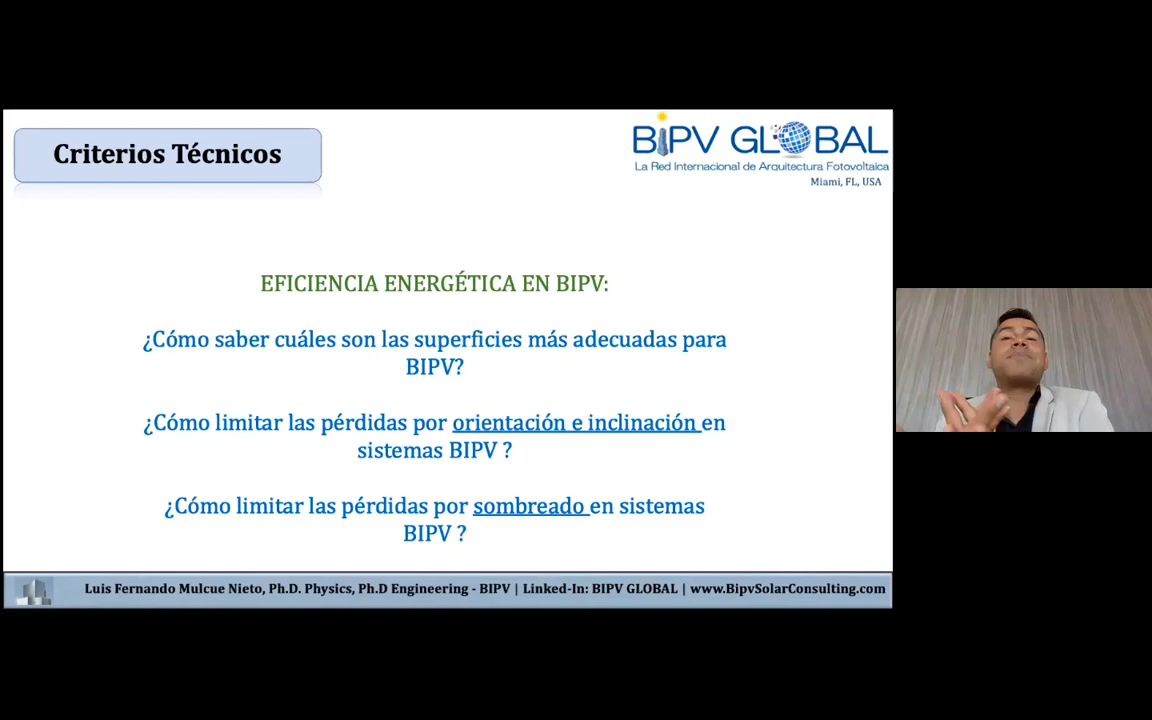 Criterios Técnicos
BIPV GLOBAL
La Red Internacional de Arquitectura Fotovoltaica
Miami, FL, USA
EFICIENCIA ENERGÉTICA EN BIPV:
¿Cómo saber cuáles son las superficies más adecuadas para
BIPV?
¿Cómo limitar las pérdidas por orientación e inclinación en
sistemas BIPV ?
¿Cómo limitar las pérdidas por sombreado en sistemas
BIPV ?
Luis Fernando Mulcue Nieto, Ph.D. Physics, Ph.D Engineering - BIPV | Linked-In: BIPV GLOBAL | www.BipvSolarConsulting.com